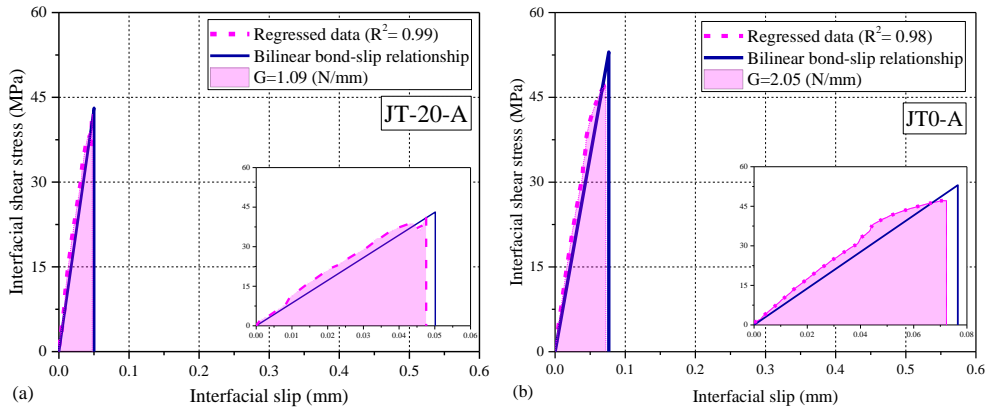 60
45
30
15
0
Interfacial shear stress (MPa)
Regressed data (R²= 0.99)
Bilinear bond-slip relationship
G=1.09 (N/mm)
JT-20-A
60
45
30
15
0
0.00 0.01 0.02 0.03 0.04 0.05 0.06
0.0 0.1 0.2 0.3 0.4 0.5 0.6
Interfacial slip (mm)
(a)
60
45
30
15
0
Interfacial shear stress (MPa)
Regressed data (R²= 0.98)
Bilinear bond-slip relationship
G=2.05 (N/mm)
JT0-A
60
45
30
15
0
0.00 0.02 0.04 0.06 0.08
0.0 0.1 0.2 0.3 0.4 0.5 0.6
Interfacial slip (mm)
(b)